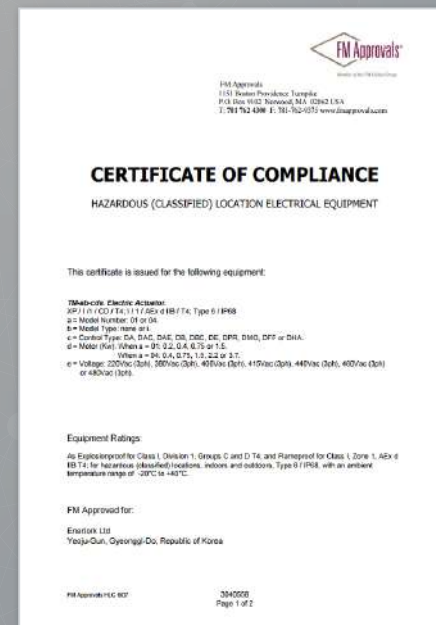 FM Approvals
Member of the FM Global Group
FM Approvals
1151 Boston Providence Turnpike
P.O. Box 9102 Norwood, MA 02062 USA
T: 781 762 4300 F: 781-762-9375 www.fmapprovals.com
CERTIFICATE OF COMPLIANCE
HAZARDOUS (CLASSIFIED) LOCATION ELECTRICAL EQUIPMENT
This certificate is issued for the following equipment:
Electric Actuator.
XP / I / 1 / CD / T4; I / 1 / AEx d IIB / T4; Type 6 / IP68
a = Model Number: 01 or 04.
b = Model Type: none or
c = Control Type: DA, DAC, DAE, DB, DBC, DE, DPR, DMO, DFF or DHA.
d = Motor (Kw): When a = 01: 0.2, 0.4, 0.75 or 1.5.
When a = 04: 0.4, 0.75, 1.5, 2.2 or 3.7.
e = Voltage: 220Vac (3ph), 380Vac (3ph), 400Vac (3ph), 415Vac (3ph), 440Vac (3ph), 460Vac (3ph)
or 480Vac (3ph).
Equipment Ratings:
As Explosionproof for Class I, Division 1, Groups C and D T4, and Flameproof for Class I, Zone 1, AEx d
IIB T4; for hazardous (classified) locations, indoors and outdoors, Type 6 / IP68, with an ambient
temperature range of -20°C to +40°C.
FM Approved for:
Enertork Ltd
Yeoju-Gun, Gyeonggi-Do, Republic of Korea
FM Approvals HLC 6/07
Page 1 of 2